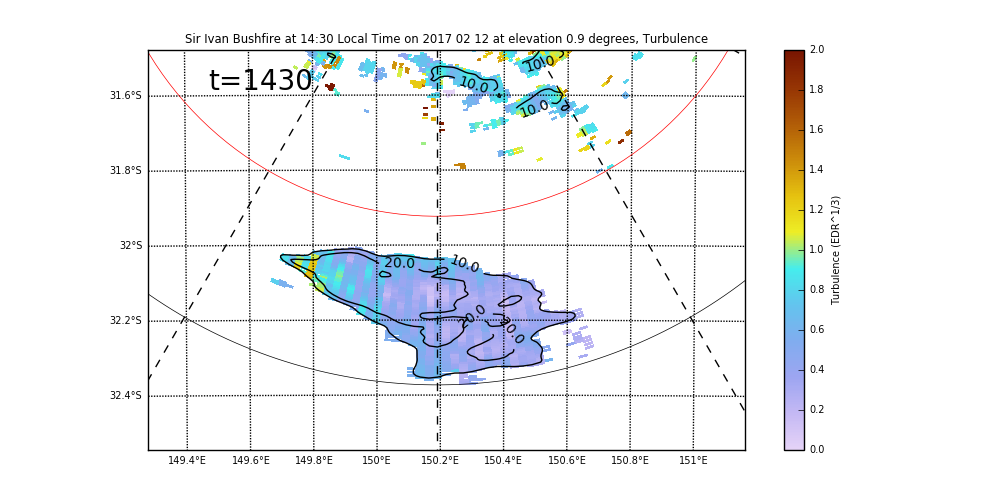 Sir Ivan Bushfire at 14:30 Local Time on 2017 02 12 at elevation 0.9 degrees, Turbulence
t=1430
10.0
10.0
10.0
31.6°S
31.8°S
32°S
32.2°S
32.4°S
20.0
10.0
20.0
149.4°E 149.6°E 149.8°E 150°E 150.2°E 150.4°E 150.6°E 150.8°E 151°E
2.0
1.8
1.6
1.4
1.2
1.0
0.8
0.6
0.4
0.2
0.0
Turbulence (EDR^1/3)